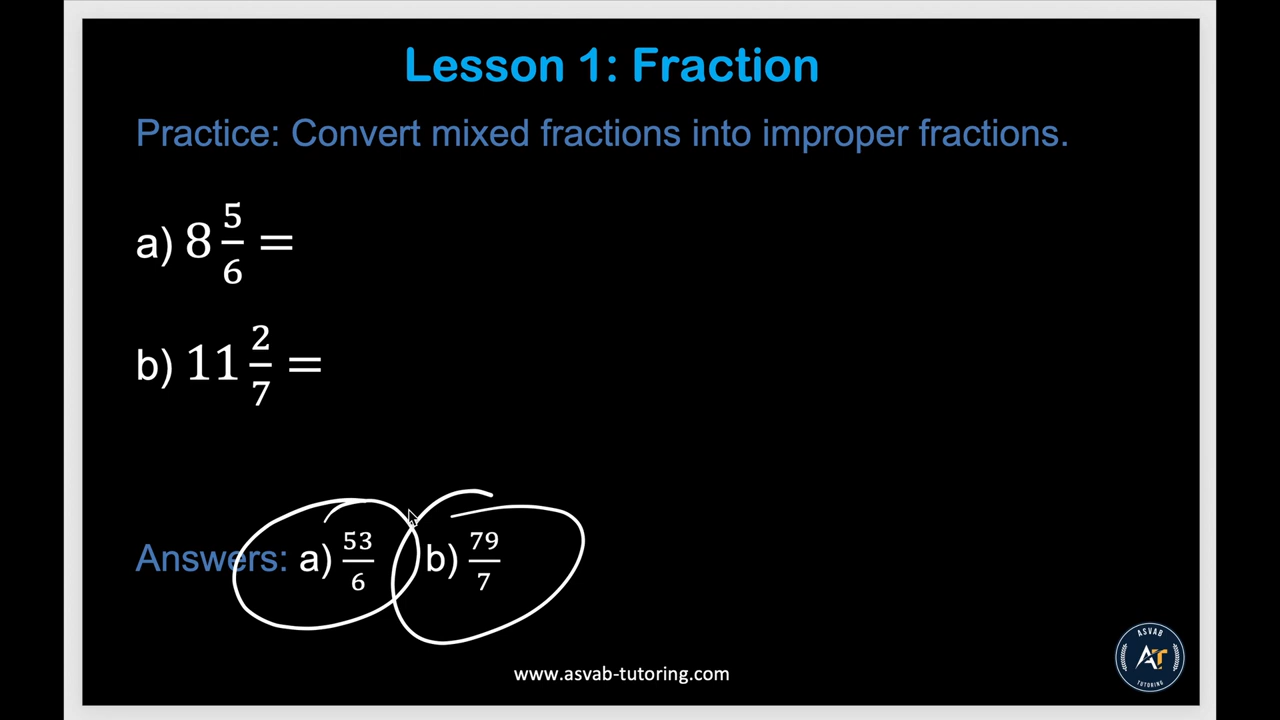 Lesson 1: Fraction
Practice: Convert mixed fractions into improper fractions.
a) 8 5/6 =
b) 11 2/7 =
Answers: a) 53/6 b) 79/7
www.asvab-tutoring.com
ASVAB
AT
TUTORING